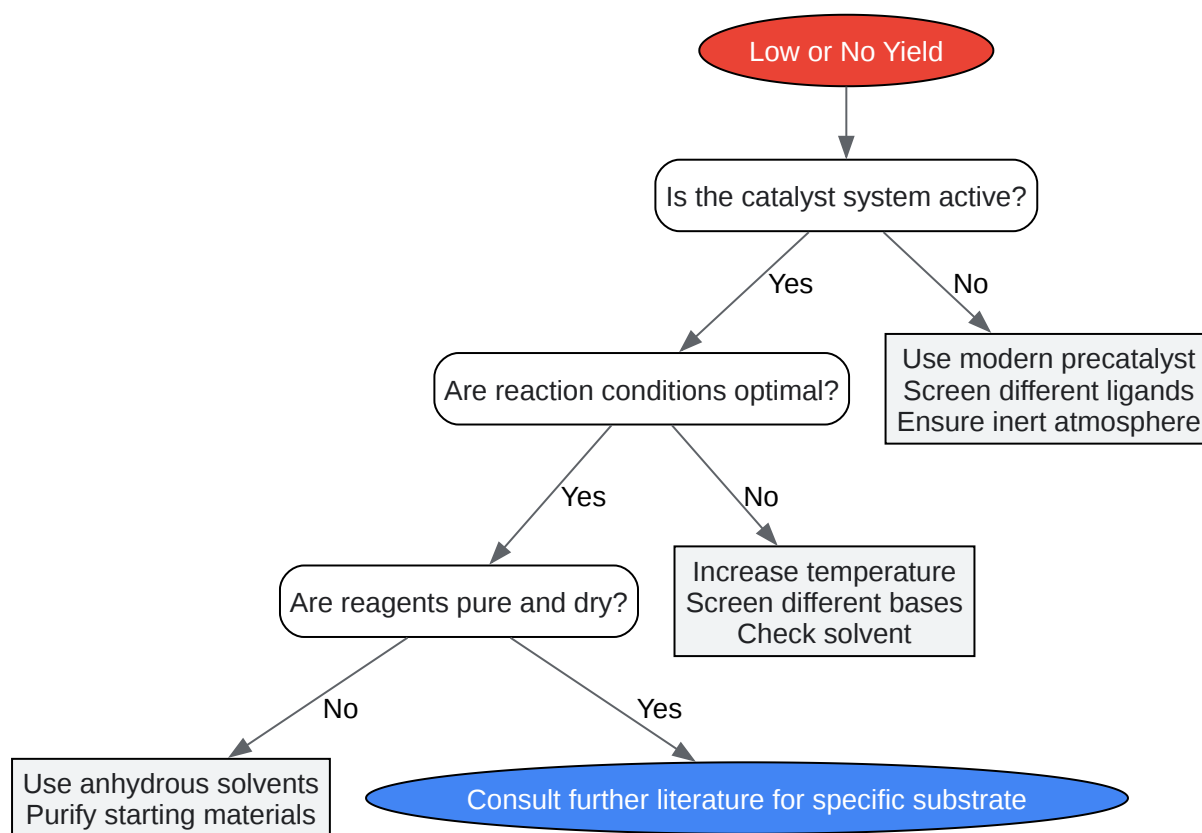 Low or No Yield
Is the catalyst system active?
Yes
No
Use modern precatalyst
Screen different ligands
Ensure inert atmosphere
Are reaction conditions optimal?
Yes
No
Increase temperature
Screen different bases
Check solvent
Are reagents pure and dry?
No
Yes
Use anhydrous solvents
Purify starting materials
Consult further literature for specific substrate